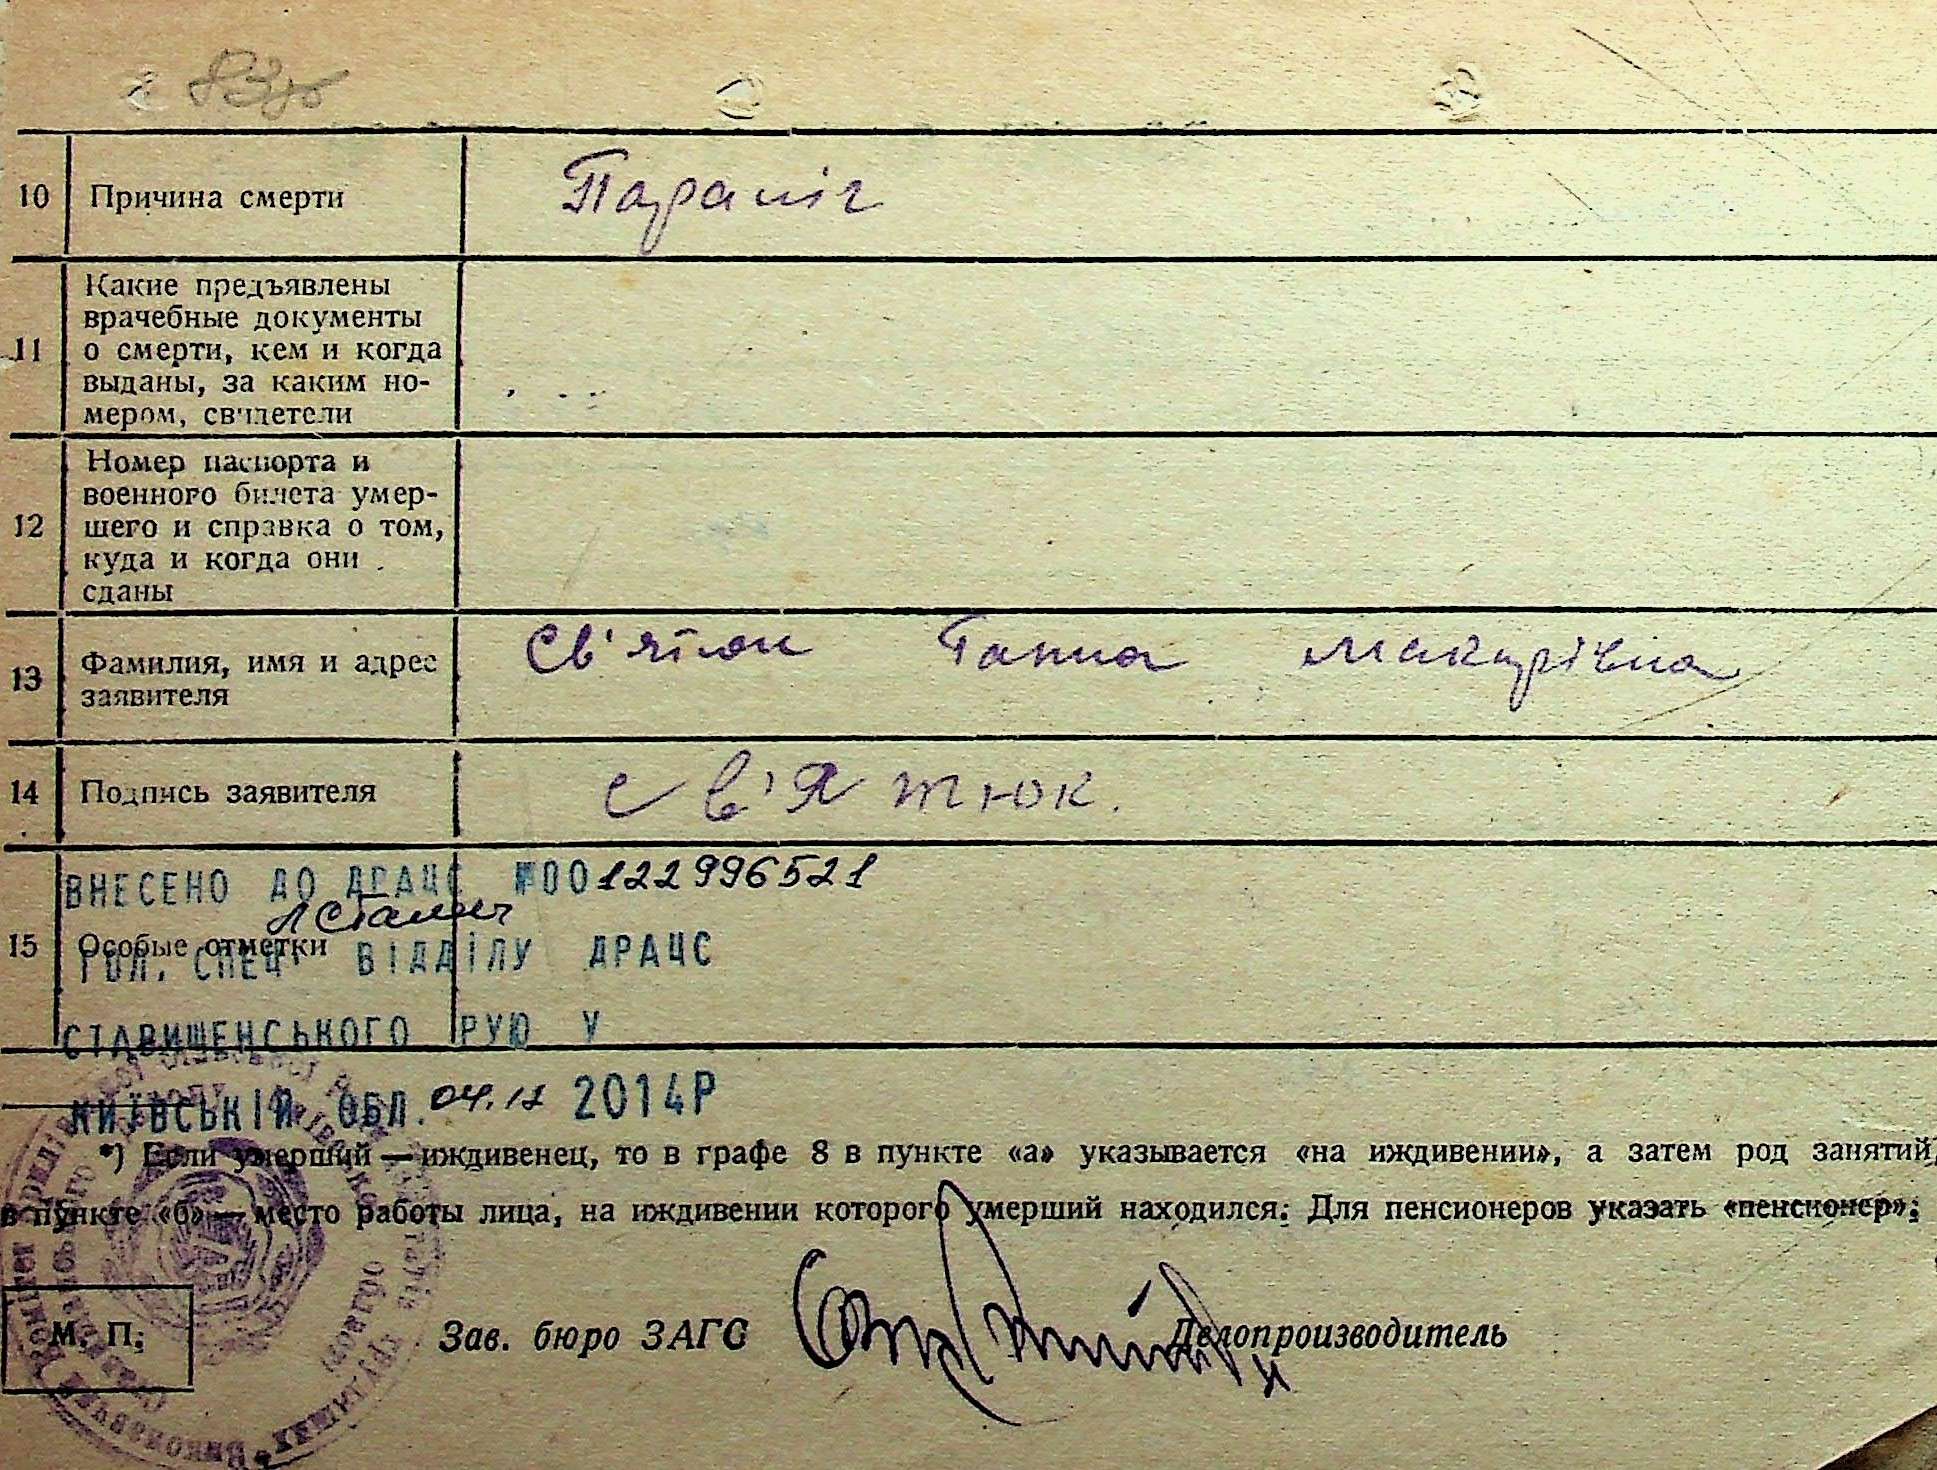 10 Причина смерти Параліч
11 Какие предъявлены
врачебные документы
о смерти, кем и когда
выданы, за каким но-
мером, свидетели
12 Номер паспорта и
военного билета умер-
шего и справка о том,
куда и когда они
сданы
13 Фамилия, имя и адрес
заявителя
Св'ятюк Ганна Макарівна
14 Подпись заявителя Св'ятюк.
ВНЕСЕНО ДО ДРАЦС №00122996521
15 Особые отметки
ГОЛ. СПЕЦ ВІДДІЛУ ДРАЦС
СТАВИЩЕНСЬКОГО РУЮ У
КИЇВСЬКІЙ ОБЛ. 2014Р
*) Если умерший — иждивенец, то в графе 8 в пункте «а» указывается «на иждивении», а затем род занятий,
в пункте «б» — место работы лица, на иждивении которого умерший находился. Для пенсионеров указать «пенсионер».
М. П. Зав. бюро ЗАГС Делопроизводитель